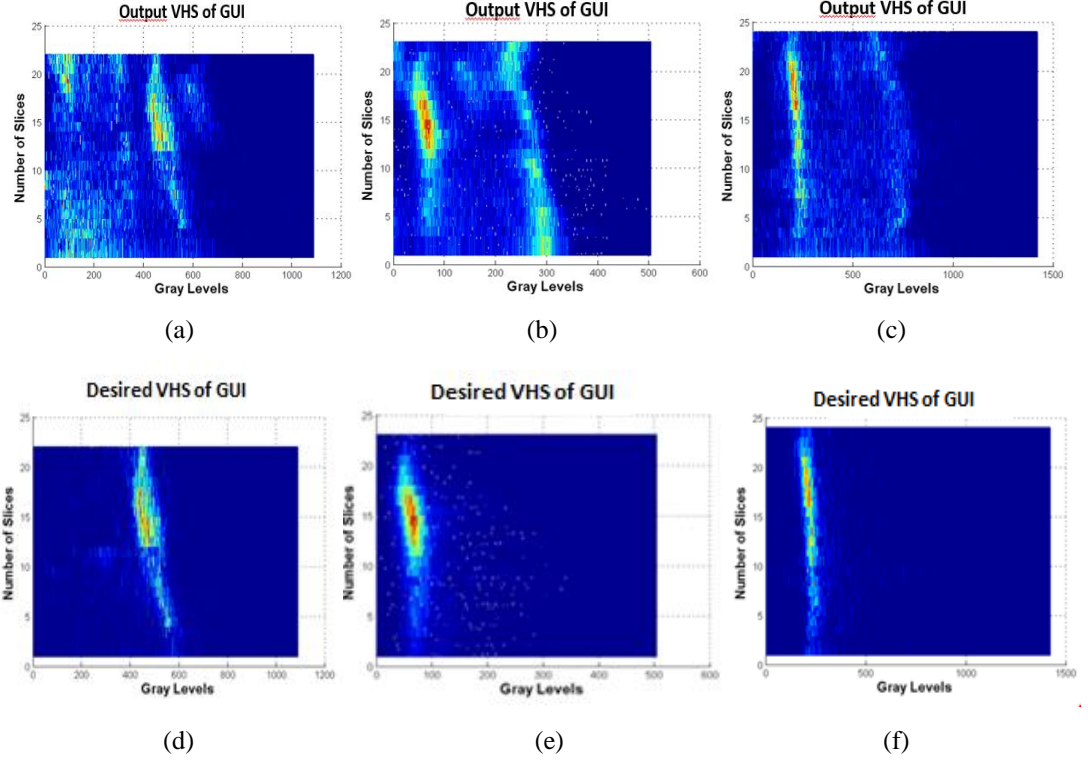 Output VHS of GUI
Output VHS of GUI
Output VHS of GUI
Number of Slices
25
20
15
10
5
0
0 200 400 600 800 1000 1200
Gray Levels
Number of Slices
25
20
15
10
5
0
0 100 200 300 400 500 600
Gray Levels
Number of Slices
25
20
15
10
5
0
0 500 1000 1500
Gray Levels
(a)
(b)
(c)
Desired VHS of GUI
Desired VHS of GUI
Desired VHS of GUI
Number of Slices
25
20
15
10
5
0
0 200 400 600 800 1000 1200
Gray Levels
Number of Slices
25
20
15
10
5
0
0 100 200 300 400 500 600
Gray Levels
Number of Slices
25
20
15
10
5
0
0 500 1000 1500
Gray Levels
(d)
(e)
(f)